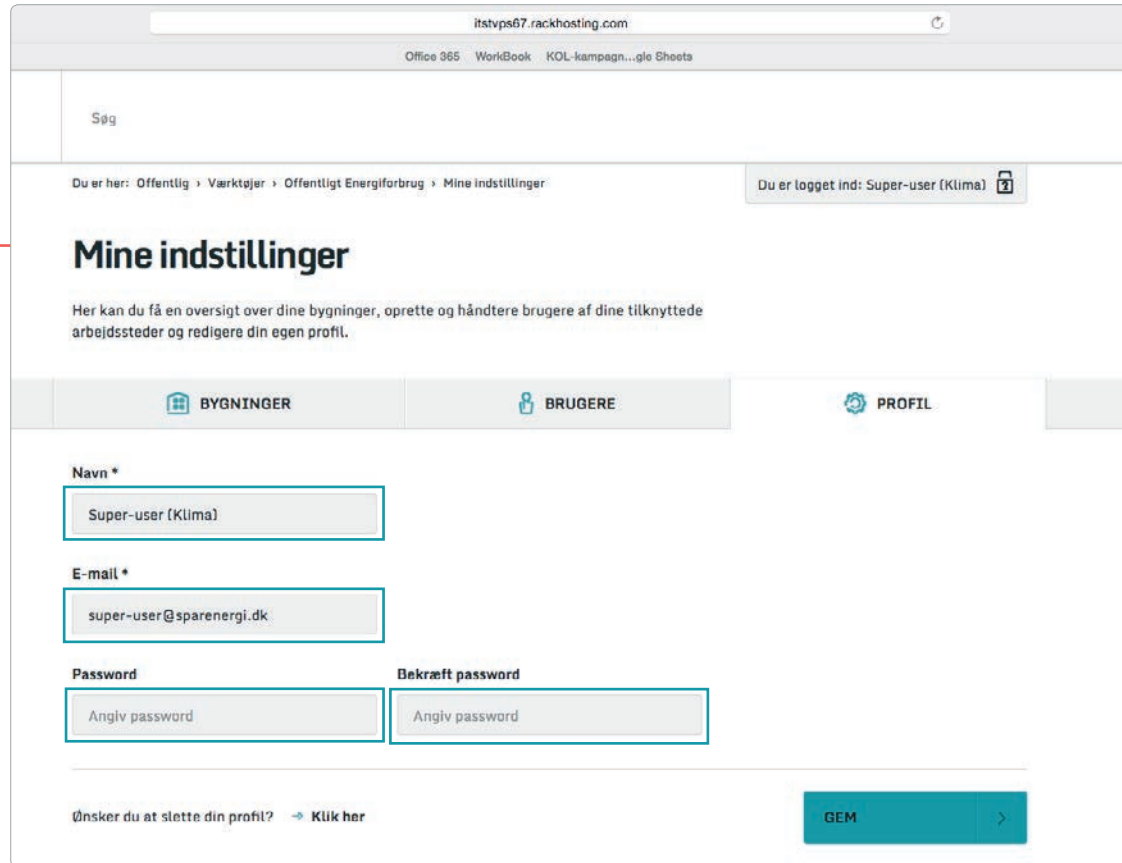 itstvps67.rackhosting.com
Office 365 WorkBook KOL-kampagn...gle Sheets
Søg
Du er her: Offentlig › Værktøjer › Offentligt Energiforbrug › Mine indstillinger
Du er logget ind: Super-user (Klima)
Mine indstillinger
Her kan du få en oversigt over dine bygninger, oprette og håndtere brugere af dine tilknyttede
arbejdssteder og redigere din egen profil.
BYGNINGER
BRUGERE
PROFIL
Navn *
Super-user (Klima)
E-mail *
super-user@sparenergi.dk
Password
Bekræft password
Angiv password
Angiv password
Ønsker du at slette din profil? → Klik her
GEM